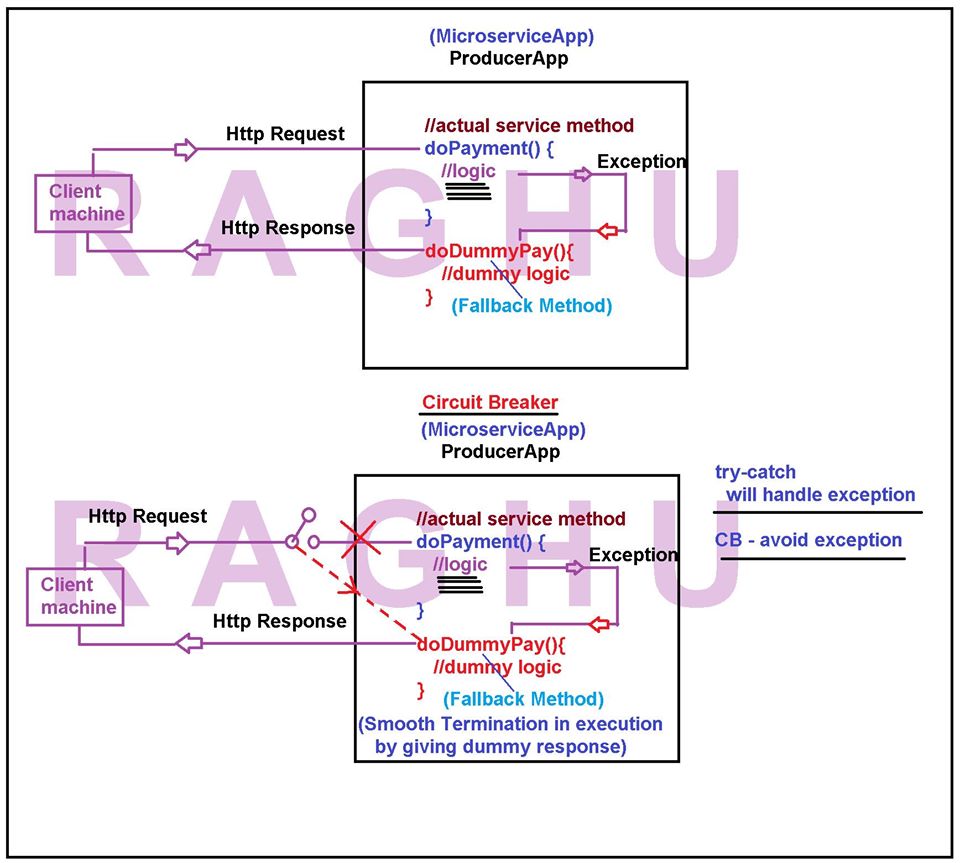 (MicroserviceApp)
ProducerApp
//actual service method
Http Request
doPayment() {
Exception
//logic
Client
machine
}
Http Response
doDummyPay(){
//dummy logic
}
(Fallback Method)
RAGHU
Circuit Breaker
(MicroserviceApp)
ProducerApp
try-catch
will handle exception
Http Request
//actual service method
doPayment() {
CB - avoid exception
Exception
//logic
Client
machine
}
Http Response
doDummyPay(){
//dummy logic
}
(Fallback Method)
(Smooth Termination in execution
by giving dummy response)
RAGHU